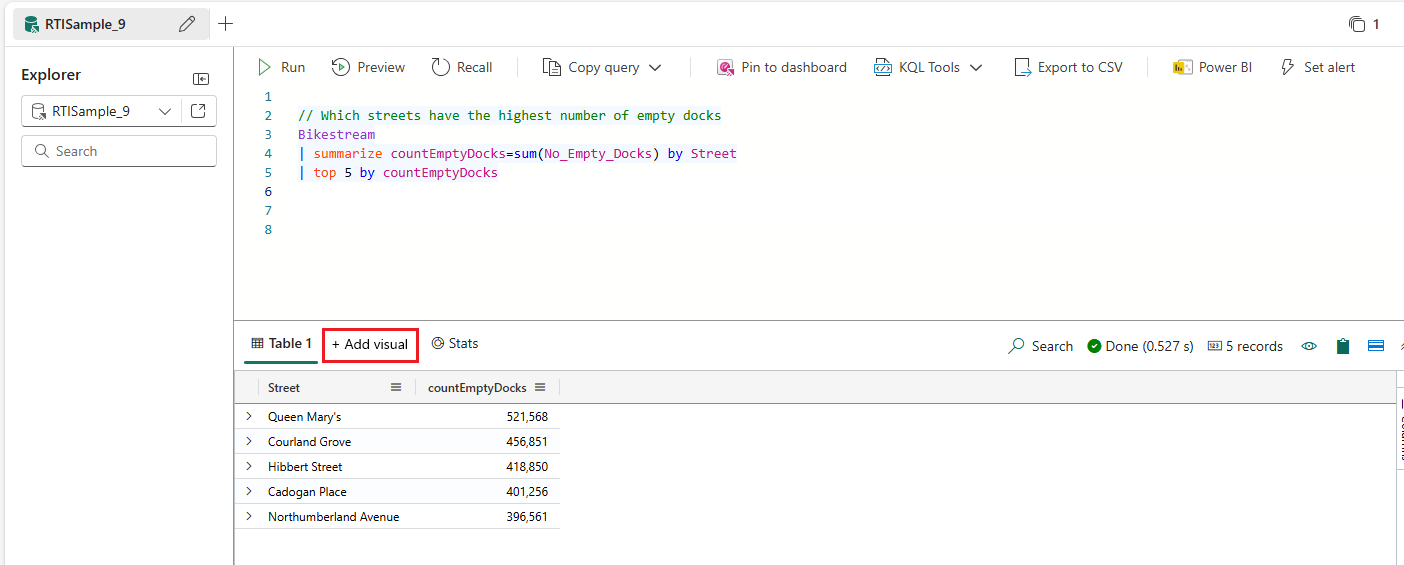 RTISample_9
1
Explorer
RTISample_9
Search
Run Preview Recall Copy query Pin to dashboard KQL Tools Export to CSV Power BI Set alert
1
2 // Which streets have the highest number of empty docks
3 Bikestream
4 | summarize countEmptyDocks=sum(No_Empty_Docks) by Street
5 | top 5 by countEmptyDocks
6
7
8
Table 1 + Add visual Stats Search Done (0.527 s) 123 5 records
Street countEmptyDocks
Queen Mary's 521,568
Courland Grove 456,851
Hibbert Street 418,850
Cadogan Place 401,256
Northumberland Avenue 396,561